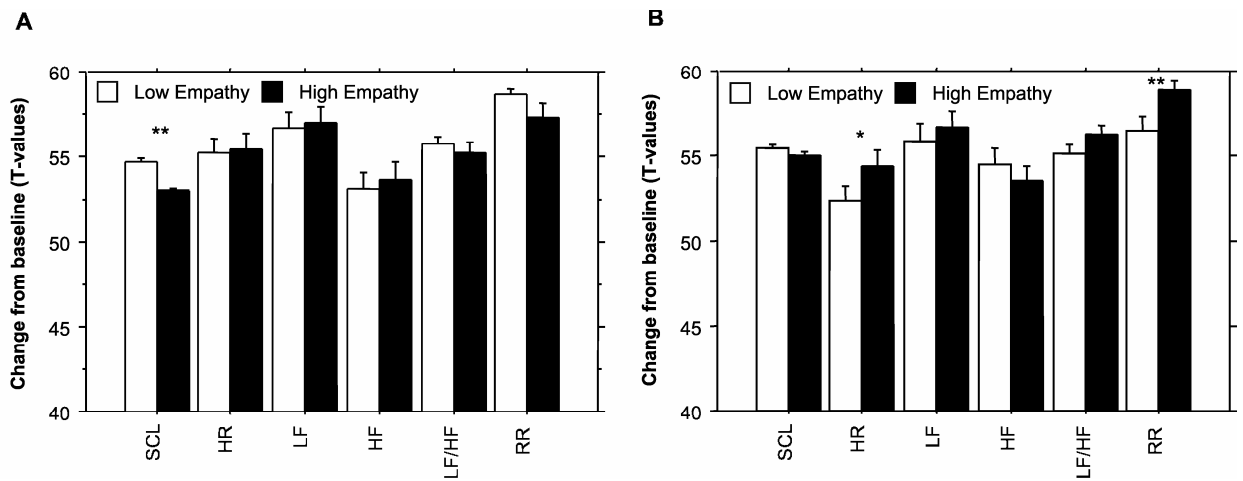 A
Change from baseline (T-values)
60
55
50
45
40
Low Empathy High Empathy
**
SCL HR LF HF LF/HF RR
B
Change from baseline (T-values)
60
55
50
45
40
Low Empathy High Empathy
*
**
SCL HR LF HF LF/HF RR